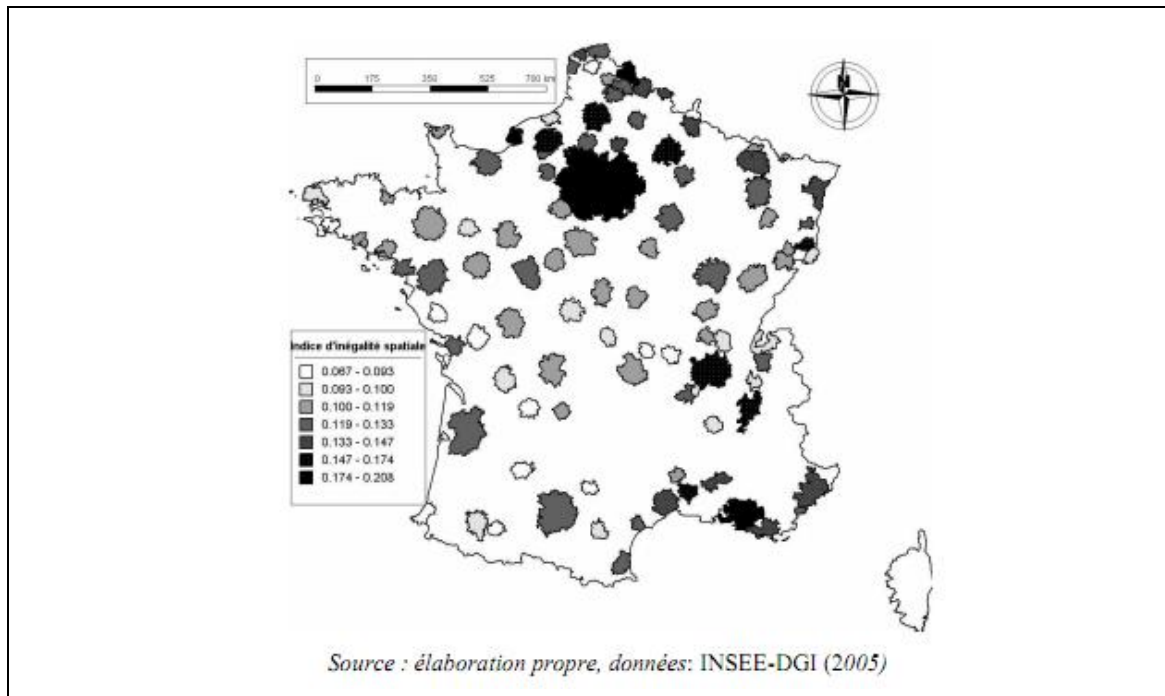 0 175 350 525 700 km
N
Indice d'inégalité spatiale
0.067 - 0.093
0.093 - 0.100
0.100 - 0.119
0.119 - 0.133
0.133 - 0.147
0.147 - 0.174
0.174 - 0.208
Source : élaboration propre, données: INSEE-DGI (2005)